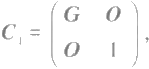 C₁ = ( G O
O 1 ),